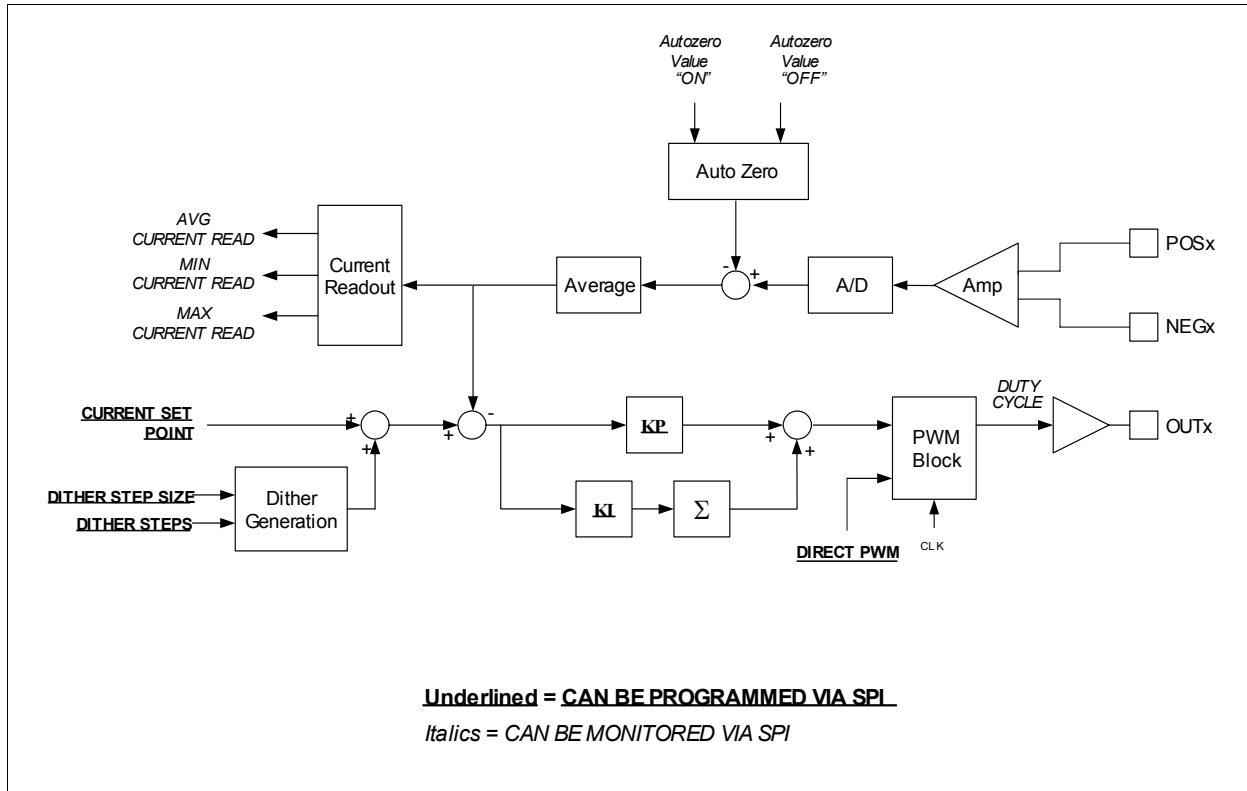 Autozero
Value
“ON”
Autozero
Value
“OFF”
Auto Zero
AVG
CURRENT READ
MIN
CURRENT READ
MAX
CURRENT READ
Current
Readout
Average
-
+
A/D
Amp
POSx
NEGx
CURRENT SET
POINT
+
+
+
-
KP
+
+
PWM
Block
DUTY
CYCLE
OUTx
DITHER STEP SIZE
DITHER STEPS
Dither
Generation
KI
Σ
DIRECT PWM
CLK
Underlined = CAN BE PROGRAMMED VIA SPI
Italics = CAN BE MONITORED VIA SPI